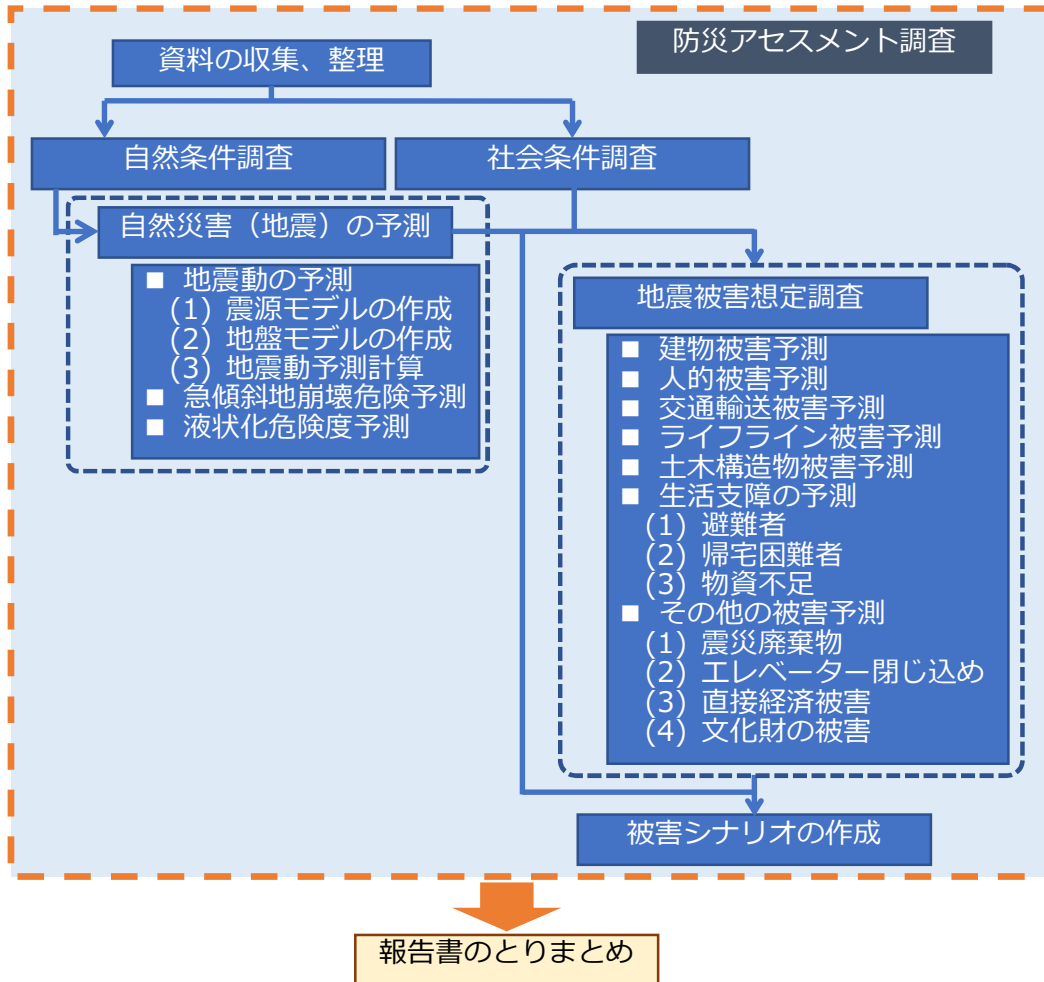 防災アセスメント調査
資料の収集、整理
自然条件調査
社会条件調査
自然災害（地震）の予測
■ 地震動の予測
(1) 震源モデルの作成
(2) 地盤モデルの作成
(3) 地震動予測計算
■ 急傾斜地崩壊危険予測
■ 液状化危険度予測
地震被害想定調査
■ 建物被害予測
■ 人的被害予測
■ 交通輸送被害予測
■ ライフライン被害予測
■ 土木構造物被害予測
■ 生活支障の予測
(1) 避難者
(2) 帰宅困難者
(3) 物資不足
■ その他の被害予測
(1) 震災廃棄物
(2) エレベーター閉じ込め
(3) 直接経済被害
(4) 文化財の被害
被害シナリオの作成
報告書のとりまとめ